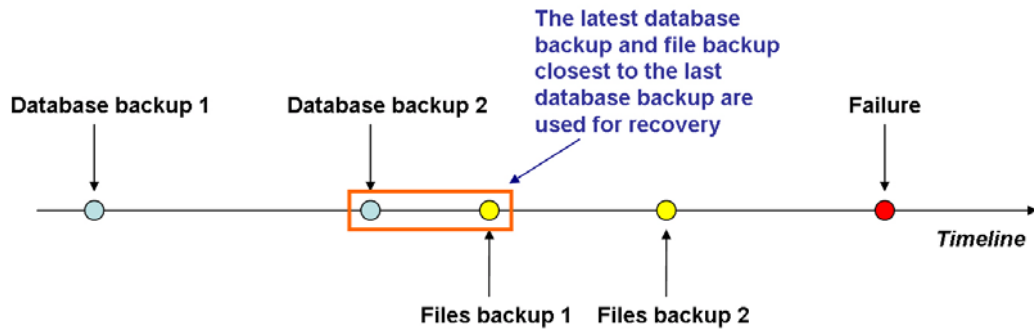 The latest database
backup and file backup
closest to the last
database backup are
used for recovery
Database backup 1
Database backup 2
Failure
Timeline
Files backup 1
Files backup 2